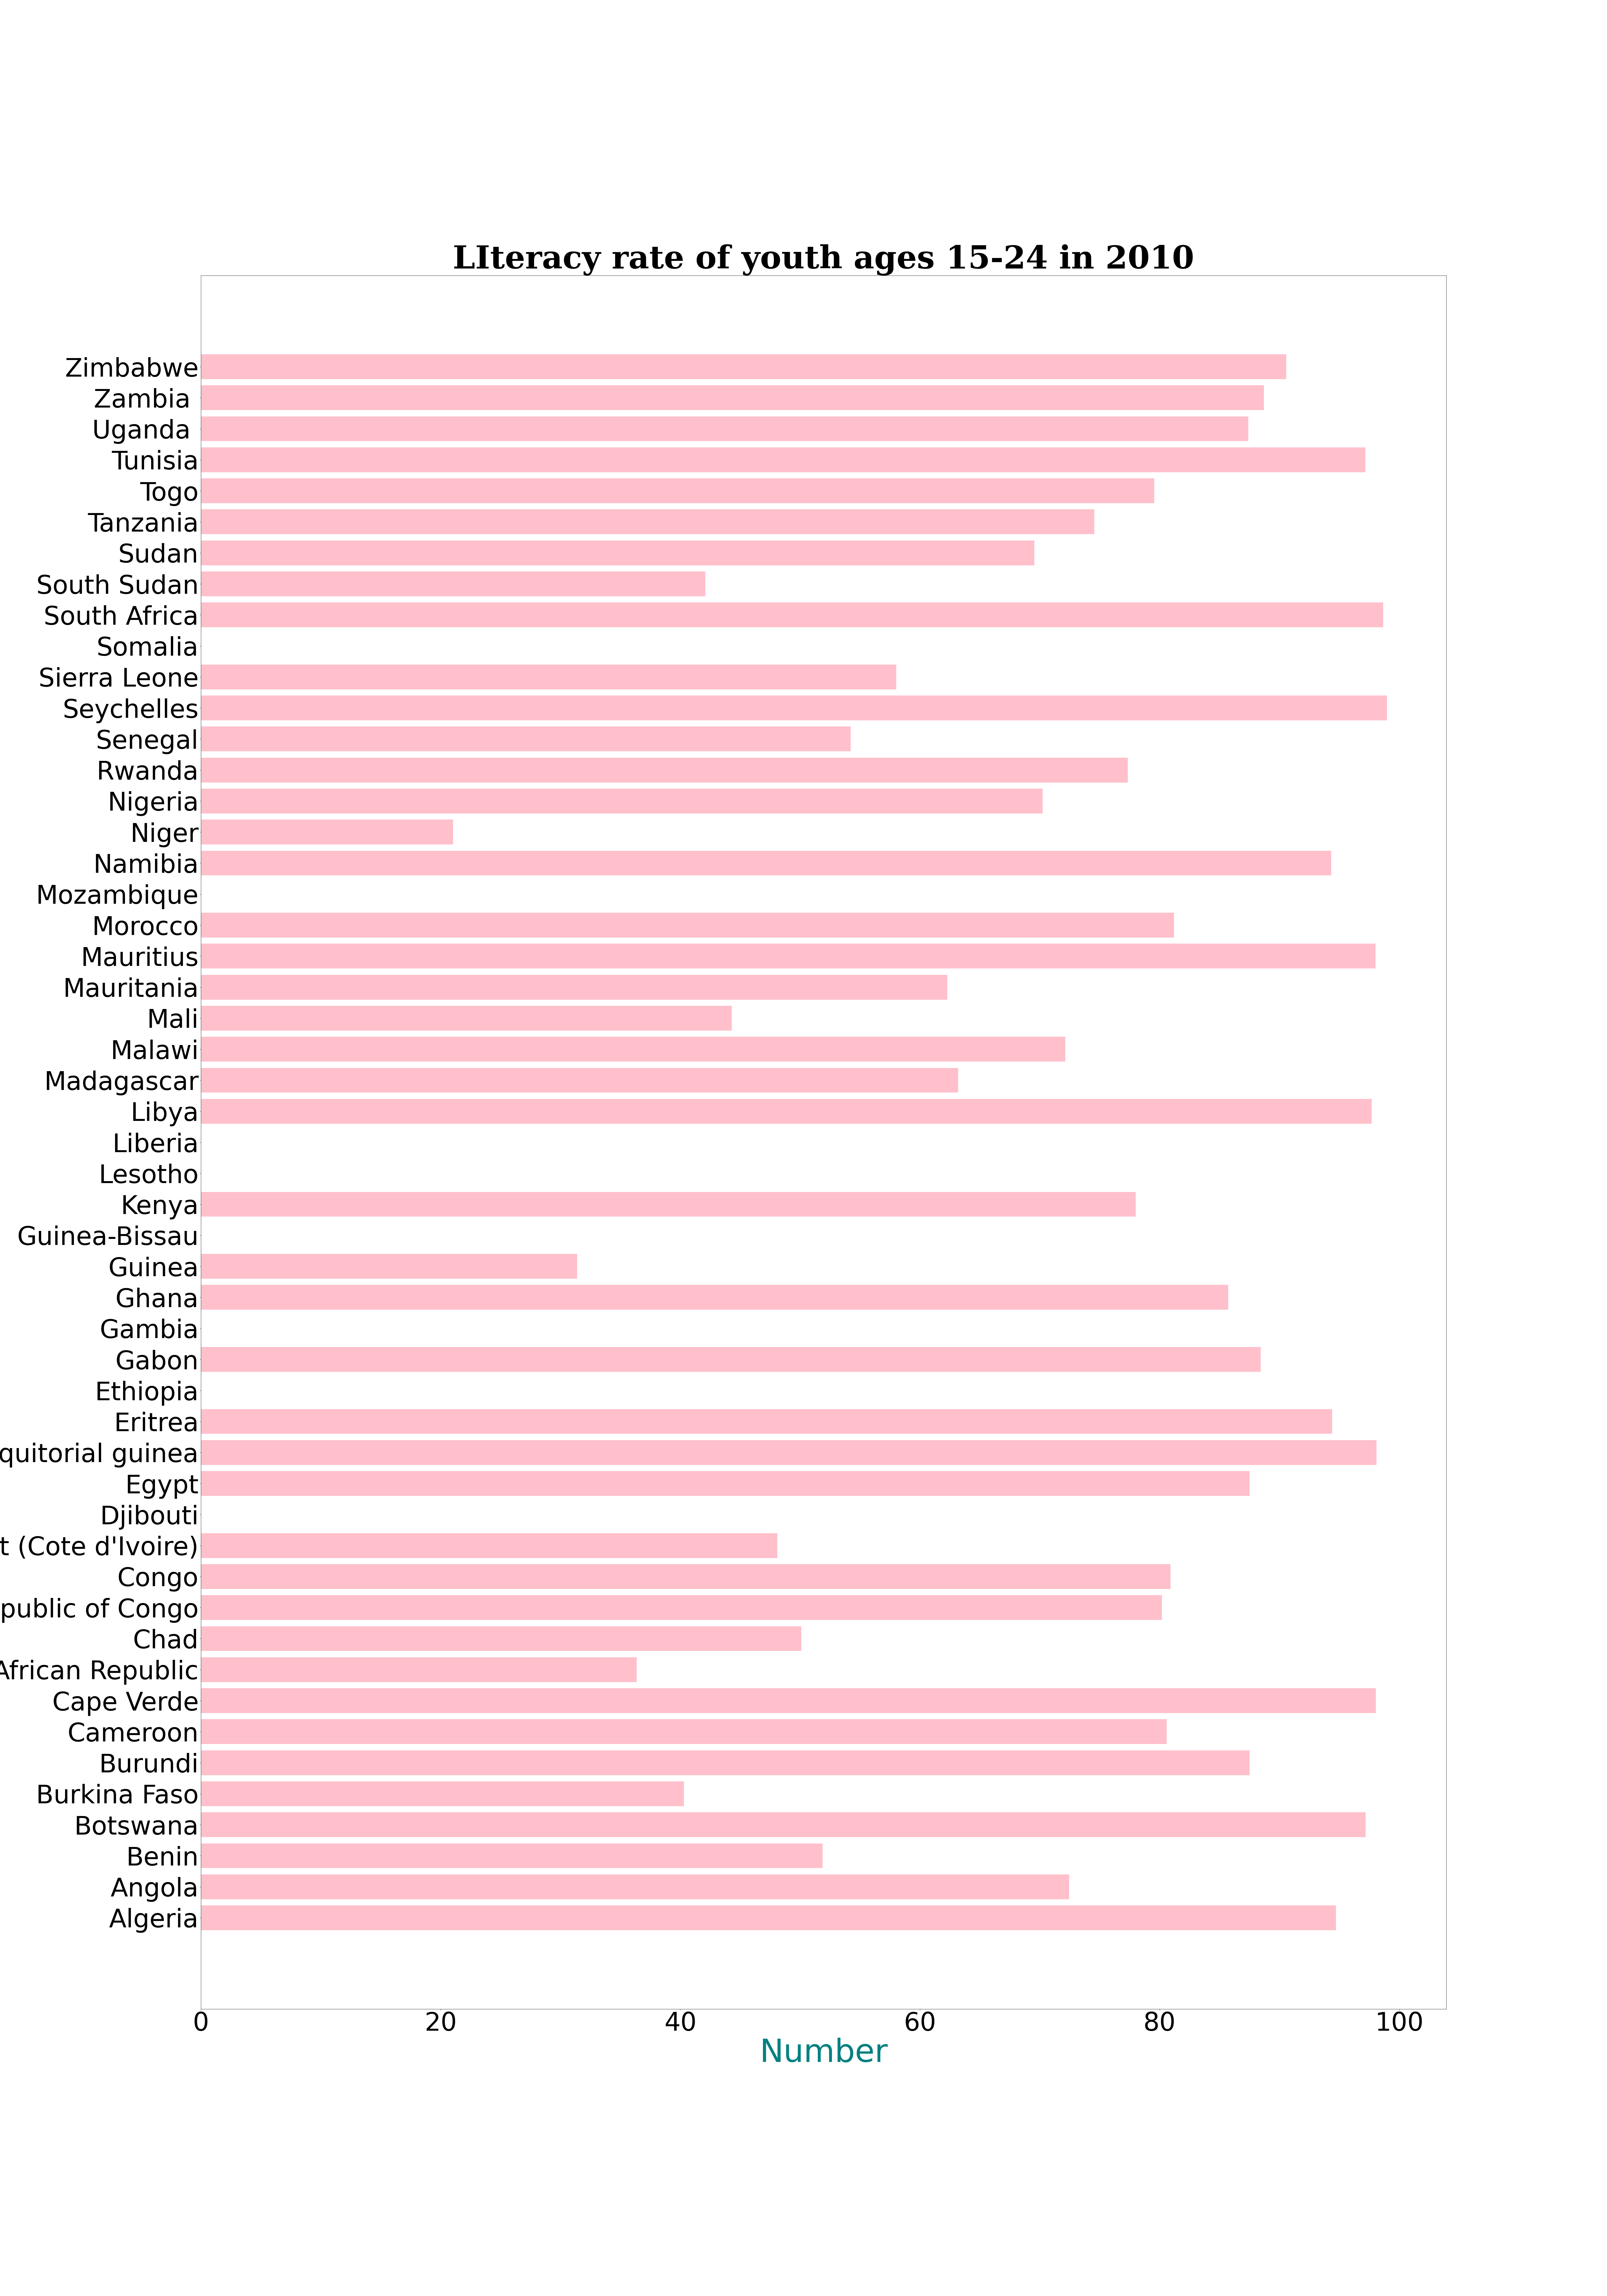 LIteracy rate of youth ages 15-24 in 2010
Zimbabwe
Zambia
Uganda
Tunisia
Togo
Tanzania
Sudan
South Sudan
South Africa
Somalia
Sierra Leone
Seychelles
Senegal
Rwanda
Nigeria
Niger
Namibia
Mozambique
Morocco
Mauritius
Mauritania
Mali
Malawi
Madagascar
Libya
Liberia
Lesotho
Kenya
Guinea-Bissau
Guinea
Ghana
Gambia
Gabon
Ethiopia
Eritrea
quitorial guinea
Egypt
Djibouti
t (Cote d'Ivoire)
Congo
public of Congo
Chad
African Republic
Cape Verde
Cameroon
Burundi
Burkina Faso
Botswana
Benin
Angola
Algeria
0 20 40 60 80 100
Number